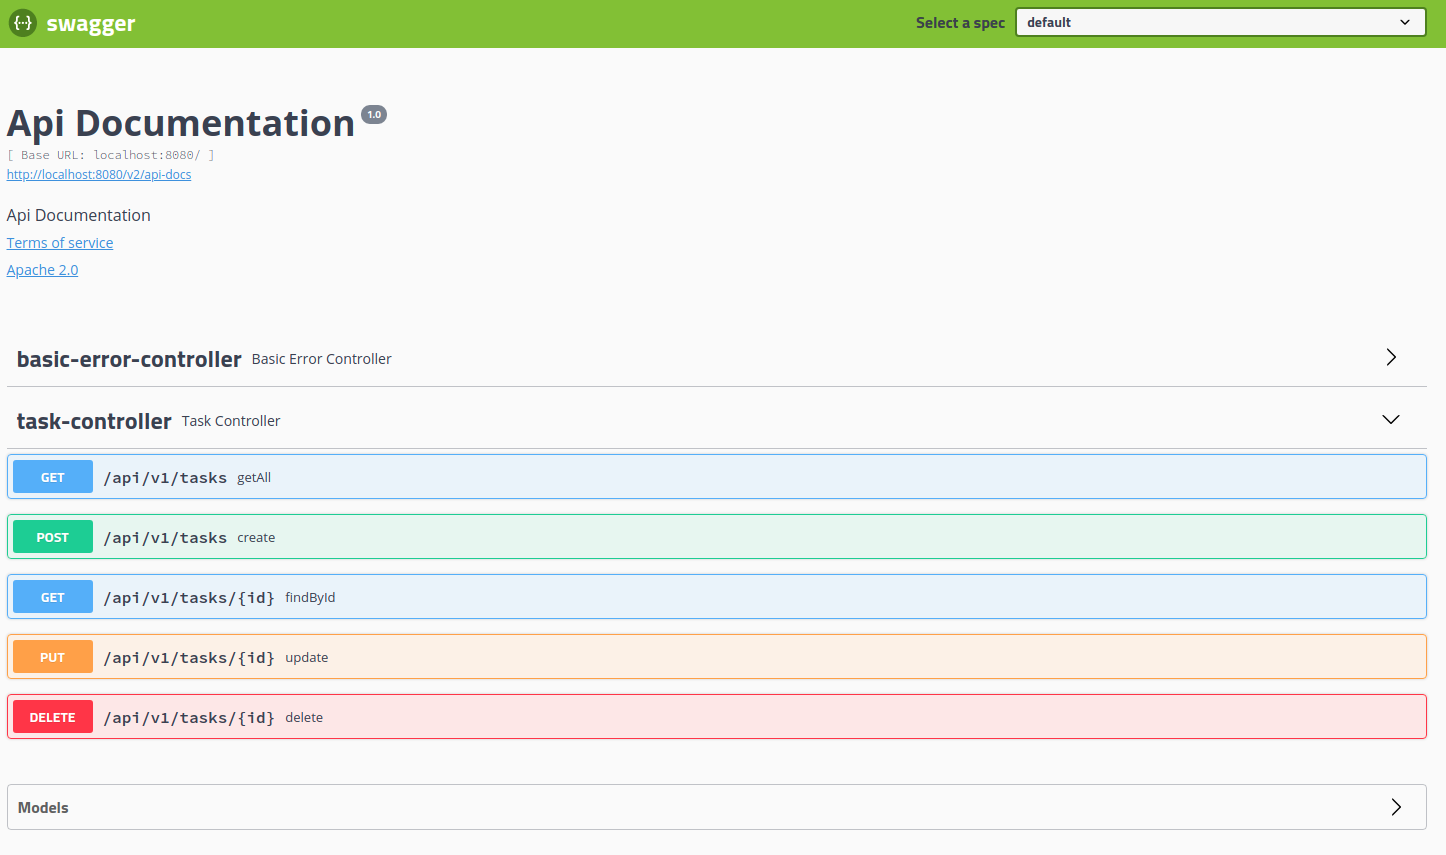 {···} swagger Select a spec default
Api Documentation 1.0
[ Base URL: localhost:8080/ ]
http://localhost:8080/v2/api-docs
Api Documentation
Terms of service
Apache 2.0
basic-error-controller Basic Error Controller
task-controller Task Controller
GET /api/v1/tasks getAll
POST /api/v1/tasks create
GET /api/v1/tasks/{id} findById
PUT /api/v1/tasks/{id} update
DELETE /api/v1/tasks/{id} delete
Models